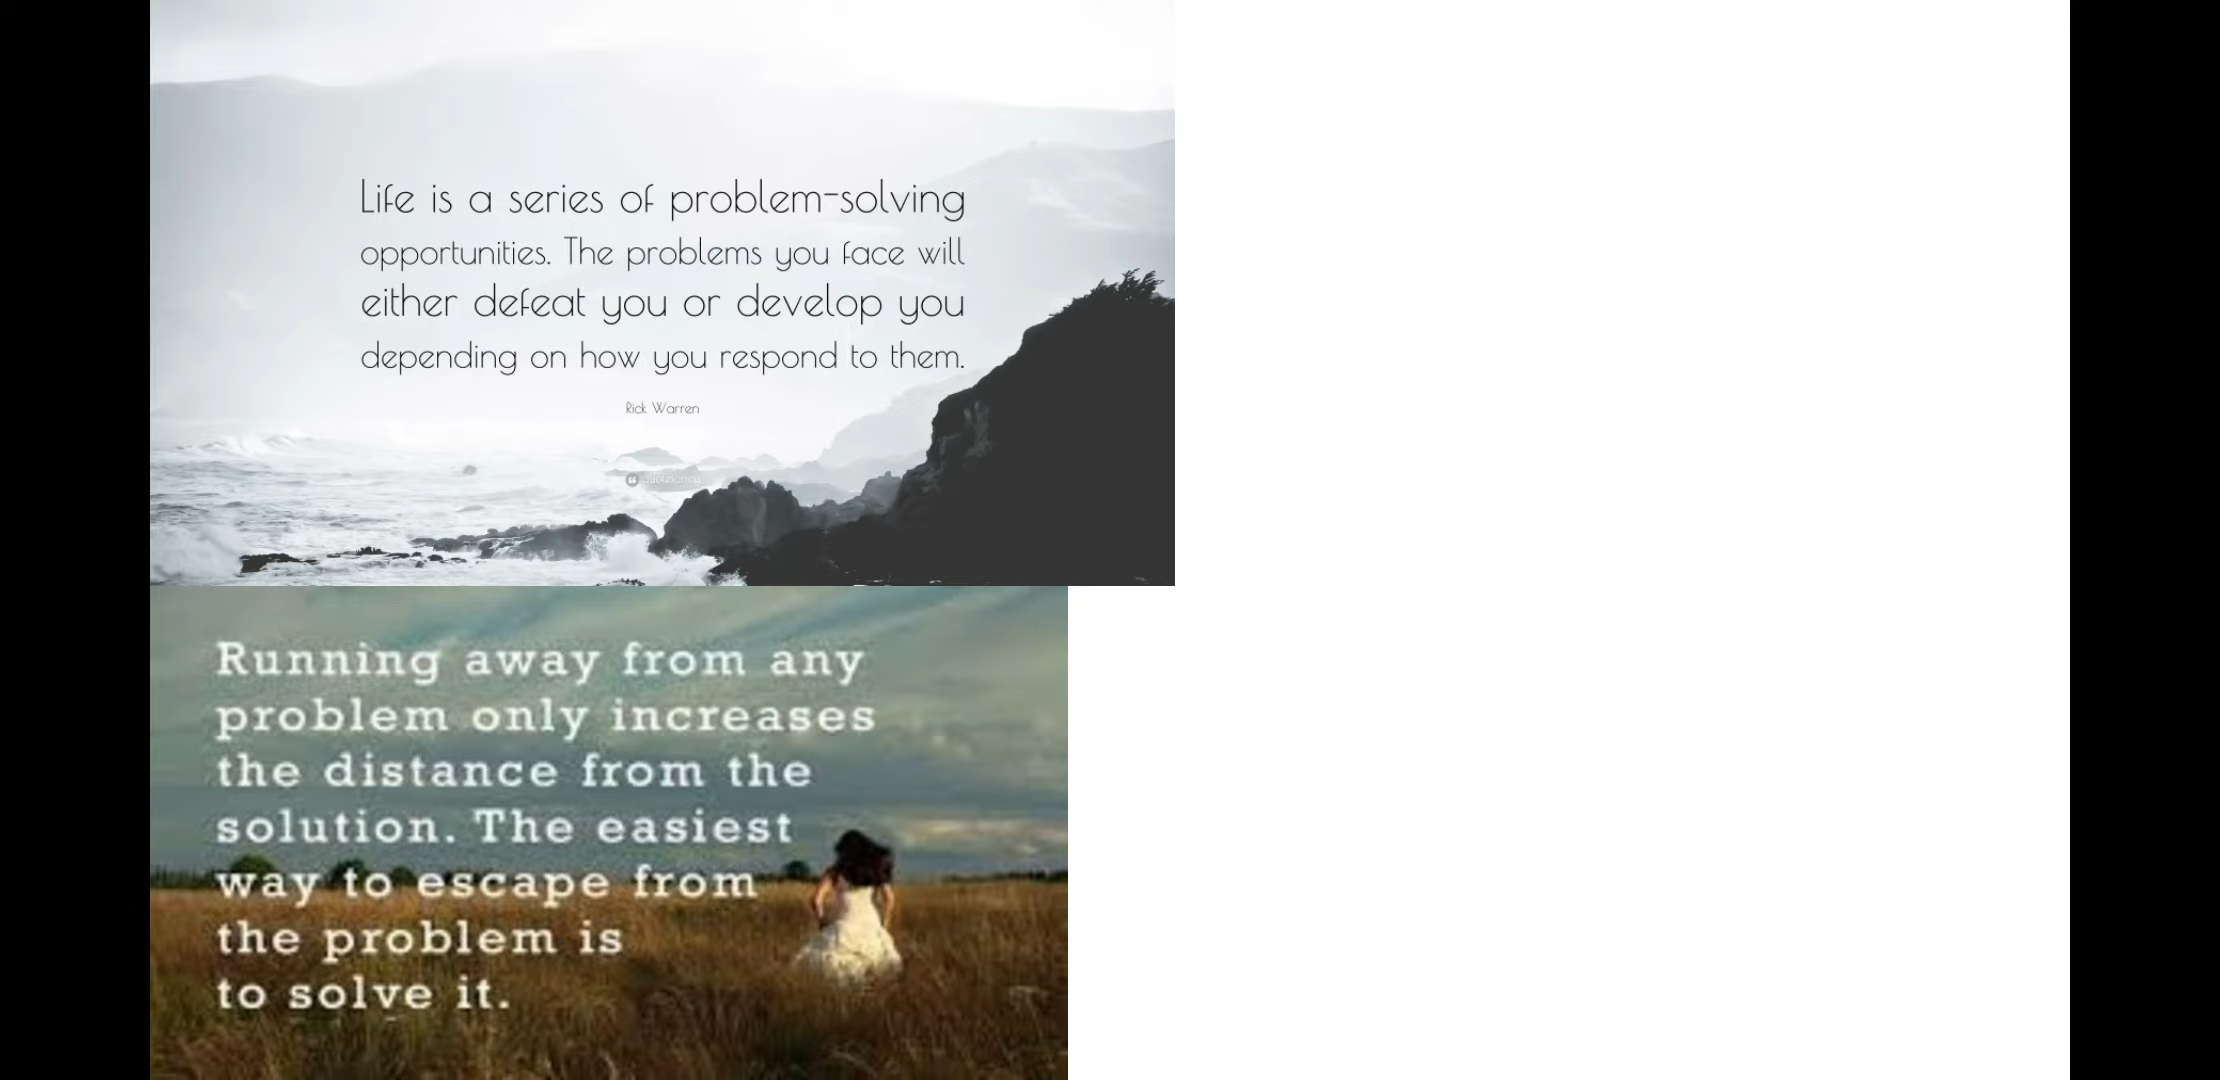 Life is a series of problem-solving
opportunities. The problems you face will
either defeat you or develop you
depending on how you respond to them.
Rick Warren
quotefancy
Running away from any
problem only increases
the distance from the
solution. The easiest
way to escape from
the problem is
to solve it.